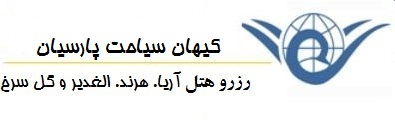 کیهان سیاحت پارسیان
رزرو هتل آریا، هرند، الغدیر و گل سرخ